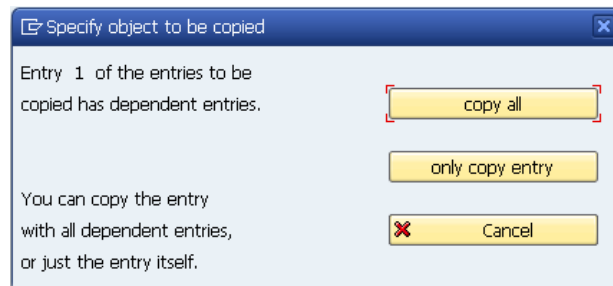 Specify object to be copied
Entry 1 of the entries to be
copied has dependent entries.
copy all
only copy entry
You can copy the entry
with all dependent entries,
or just the entry itself.
Cancel